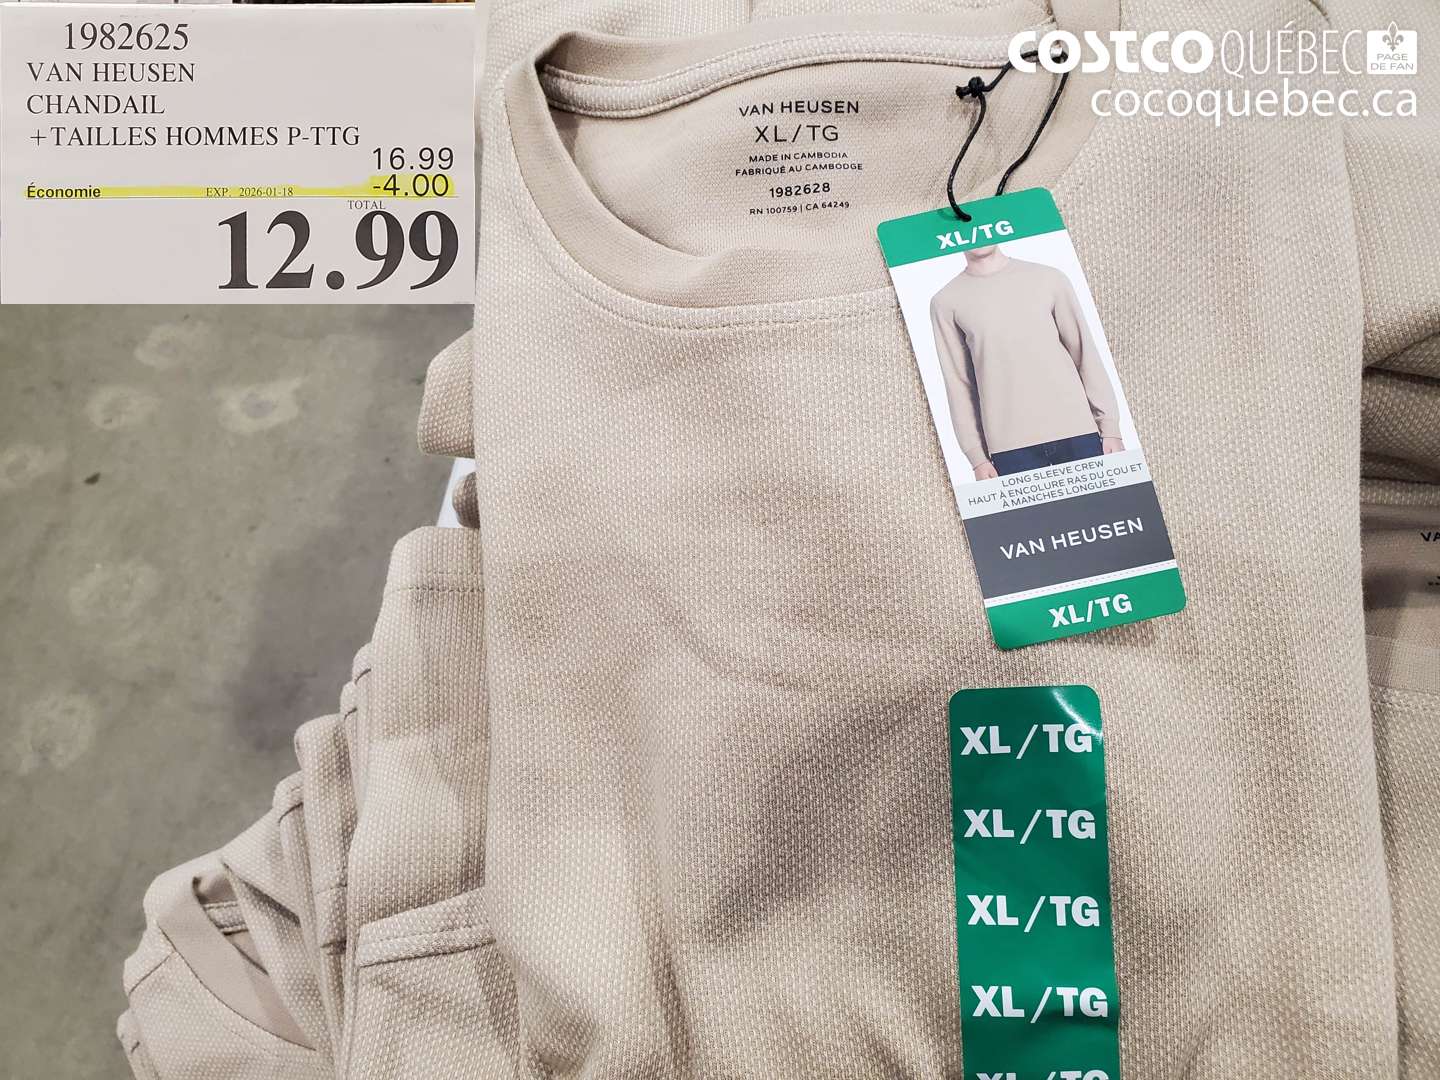 1982625
VAN HEUSEN
CHANDAIL
+TAILLES HOMMES P-TTG
16.99
Économie EXP. 2026-01-18 -4.00
TOTAL
12.99
COSTCO QUÉBEC PAGE DE FAN
cocoquebec.ca
VAN HEUSEN
XL/TG
MADE IN CAMBODIA
FABRIQUÉ AU CAMBODGE
1982628
RN 100759 | CA 64249
XL/TG
LONG SLEEVE CREW
HAUT À ENCOLURE RAS DU COU ET
À MANCHES LONGUES
VAN HEUSEN
XL/TG
XL/TG
XL/TG
XL/TG
XL/TG
XL/TG